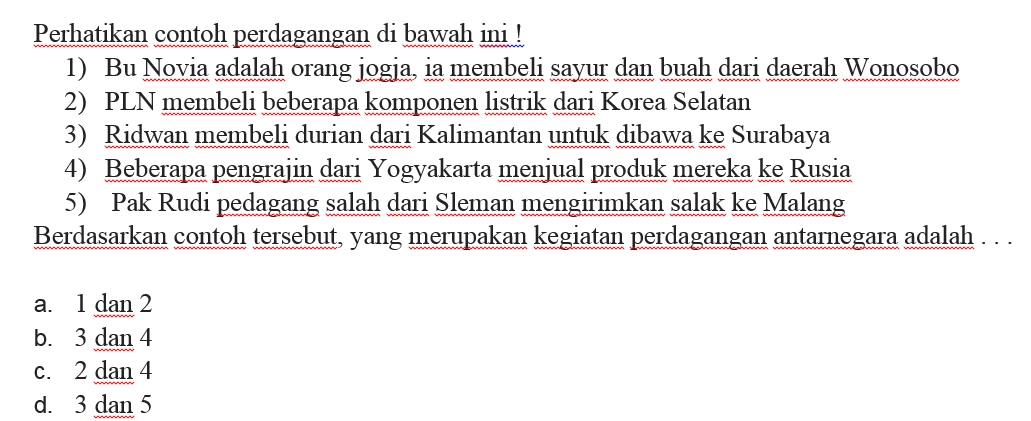 Perhatikan contoh perdagangan di bawah ini !
1) Bu Novia adalah orang jogja, ia membeli sayur dan buah dari daerah Wonosobo
2) PLN membeli beberapa komponen listrik dari Korea Selatan
3) Ridwan membeli durian dari Kalimantan untuk dibawa ke Surabaya
4) Beberapa pengrajin dari Yogyakarta menjual produk mereka ke Rusia
5) Pak Rudi pedagang salah dari Sleman mengirimkan salak ke Malang
Berdasarkan contoh tersebut, yang merupakan kegiatan perdagangan antarnegara adalah . . .
a. 1 dan 2
b. 3 dan 4
c. 2 dan 4
d. 3 dan 5